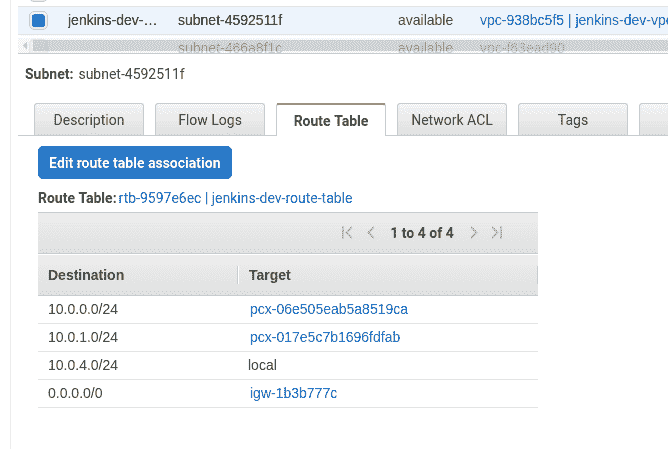 jenkins-dev-... subnet-4592511f available vpc-938bc5f5 | jenkins-dev-vpc
subnet-466a8f1c available vpc-f63ead90
Subnet: subnet-4592511f
Description Flow Logs Route Table Network ACL Tags
Edit route table association
Route Table: rtb-9597e6ec | jenkins-dev-route-table
1 to 4 of 4
Destination Target
10.0.0.0/24 pcx-06e505eab5a8519ca
10.0.1.0/24 pcx-017e5c7b1696fdfab
10.0.4.0/24 local
0.0.0.0/0 igw-1b3b777c